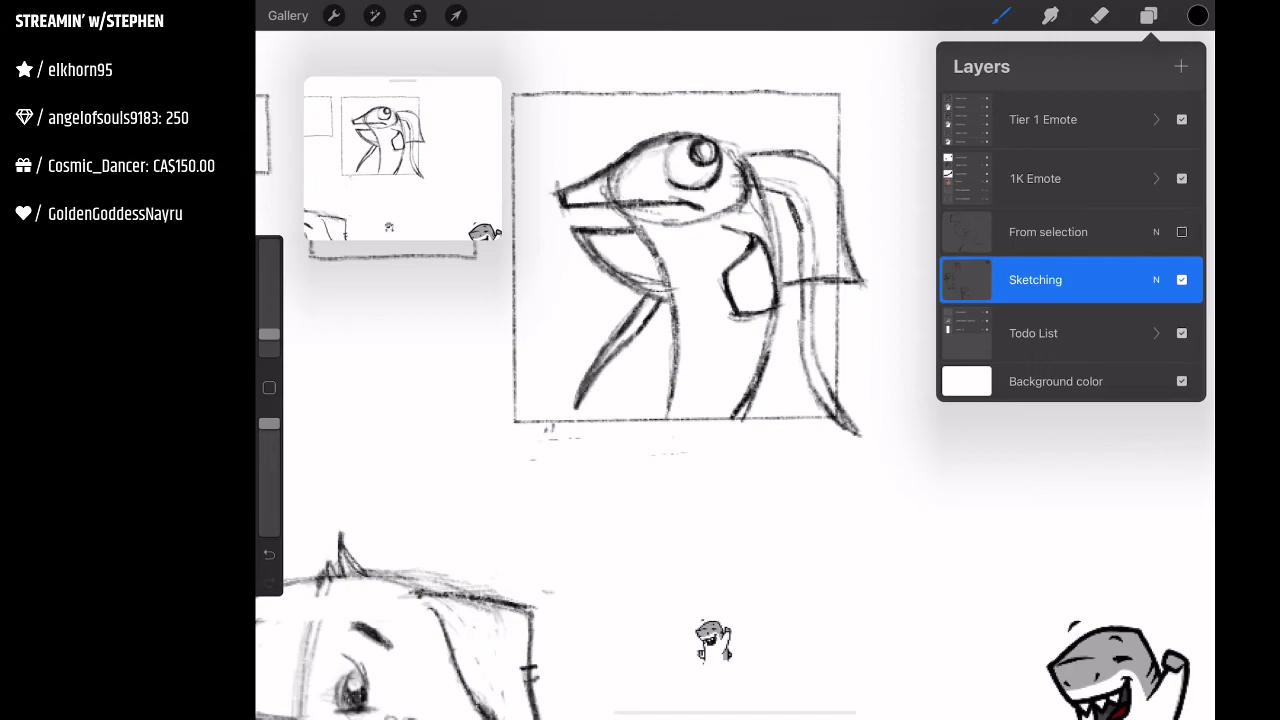 STREAMIN' w/STEPHEN
/ elkhorn95
/ angelofsouls9183: 250
/ Cosmic_Dancer: CA$150.00
/ GoldenGoddessNayru
Gallery
Layers
Tier 1 Emote
1K Emote
From selection N
Sketching N
Todo List
Background color